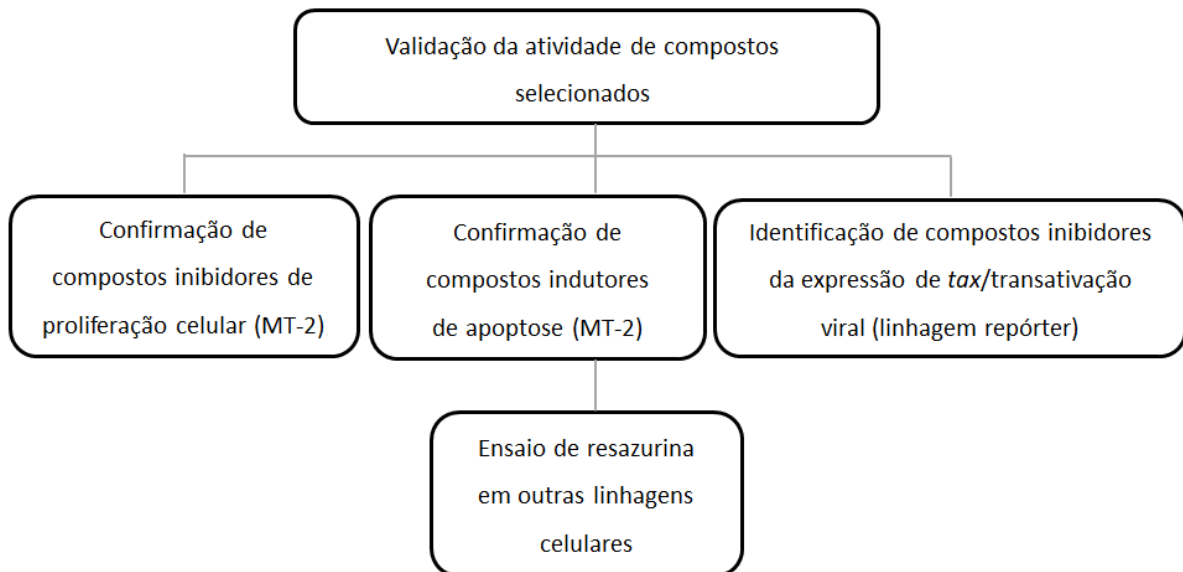 Validação da atividade de compostos
selecionados
Confirmação de
compostos inibidores de
proliferação celular (MT-2)
Confirmação de
compostos indutores
de apoptose (MT-2)
Identificação de compostos inibidores
da expressão de tax/transativação
viral (linhagem repórter)
Ensaio de resazurina
em outras linhagens
celulares